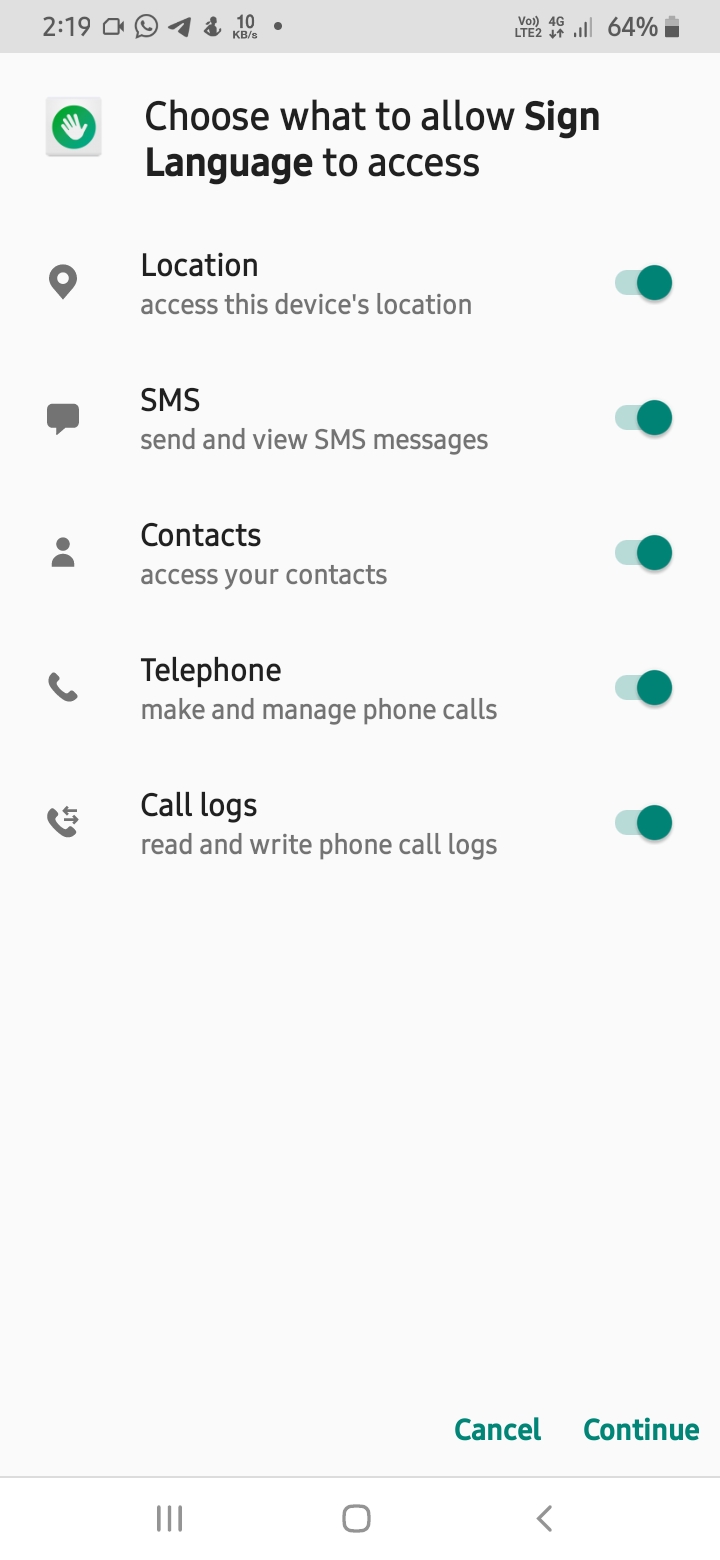 2:19 10 KB/s Vo)) LTE2 4G 64%
Choose what to allow Sign
Language to access
Location
access this device's location
SMS
send and view SMS messages
Contacts
access your contacts
Telephone
make and manage phone calls
Call logs
read and write phone call logs
Cancel Continue